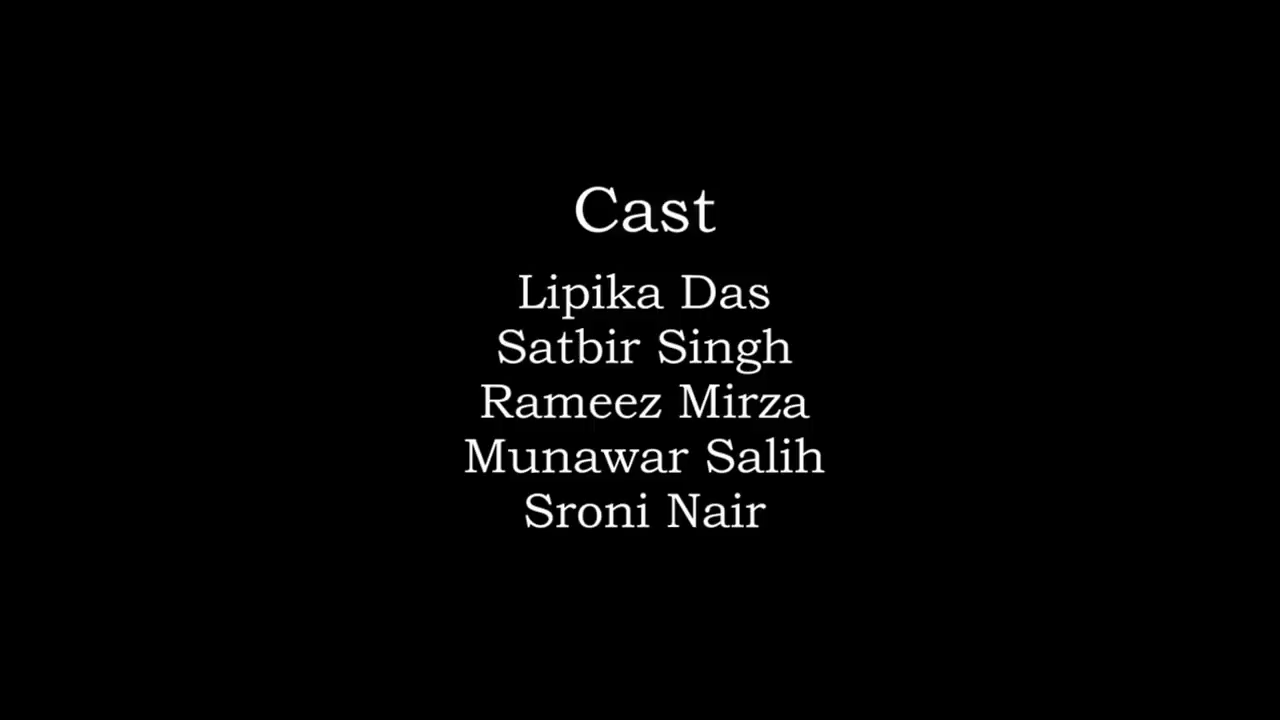 Cast
Lipika Das
Satbir Singh
Rameez Mirza
Munawar Salih
Sroni Nair